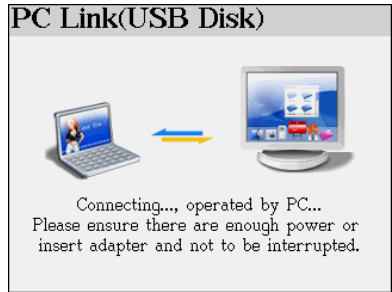 PC Link(USB Disk)
Connecting..., operated by PC...
Please ensure there are enough power or
insert adapter and not to be interrupted.